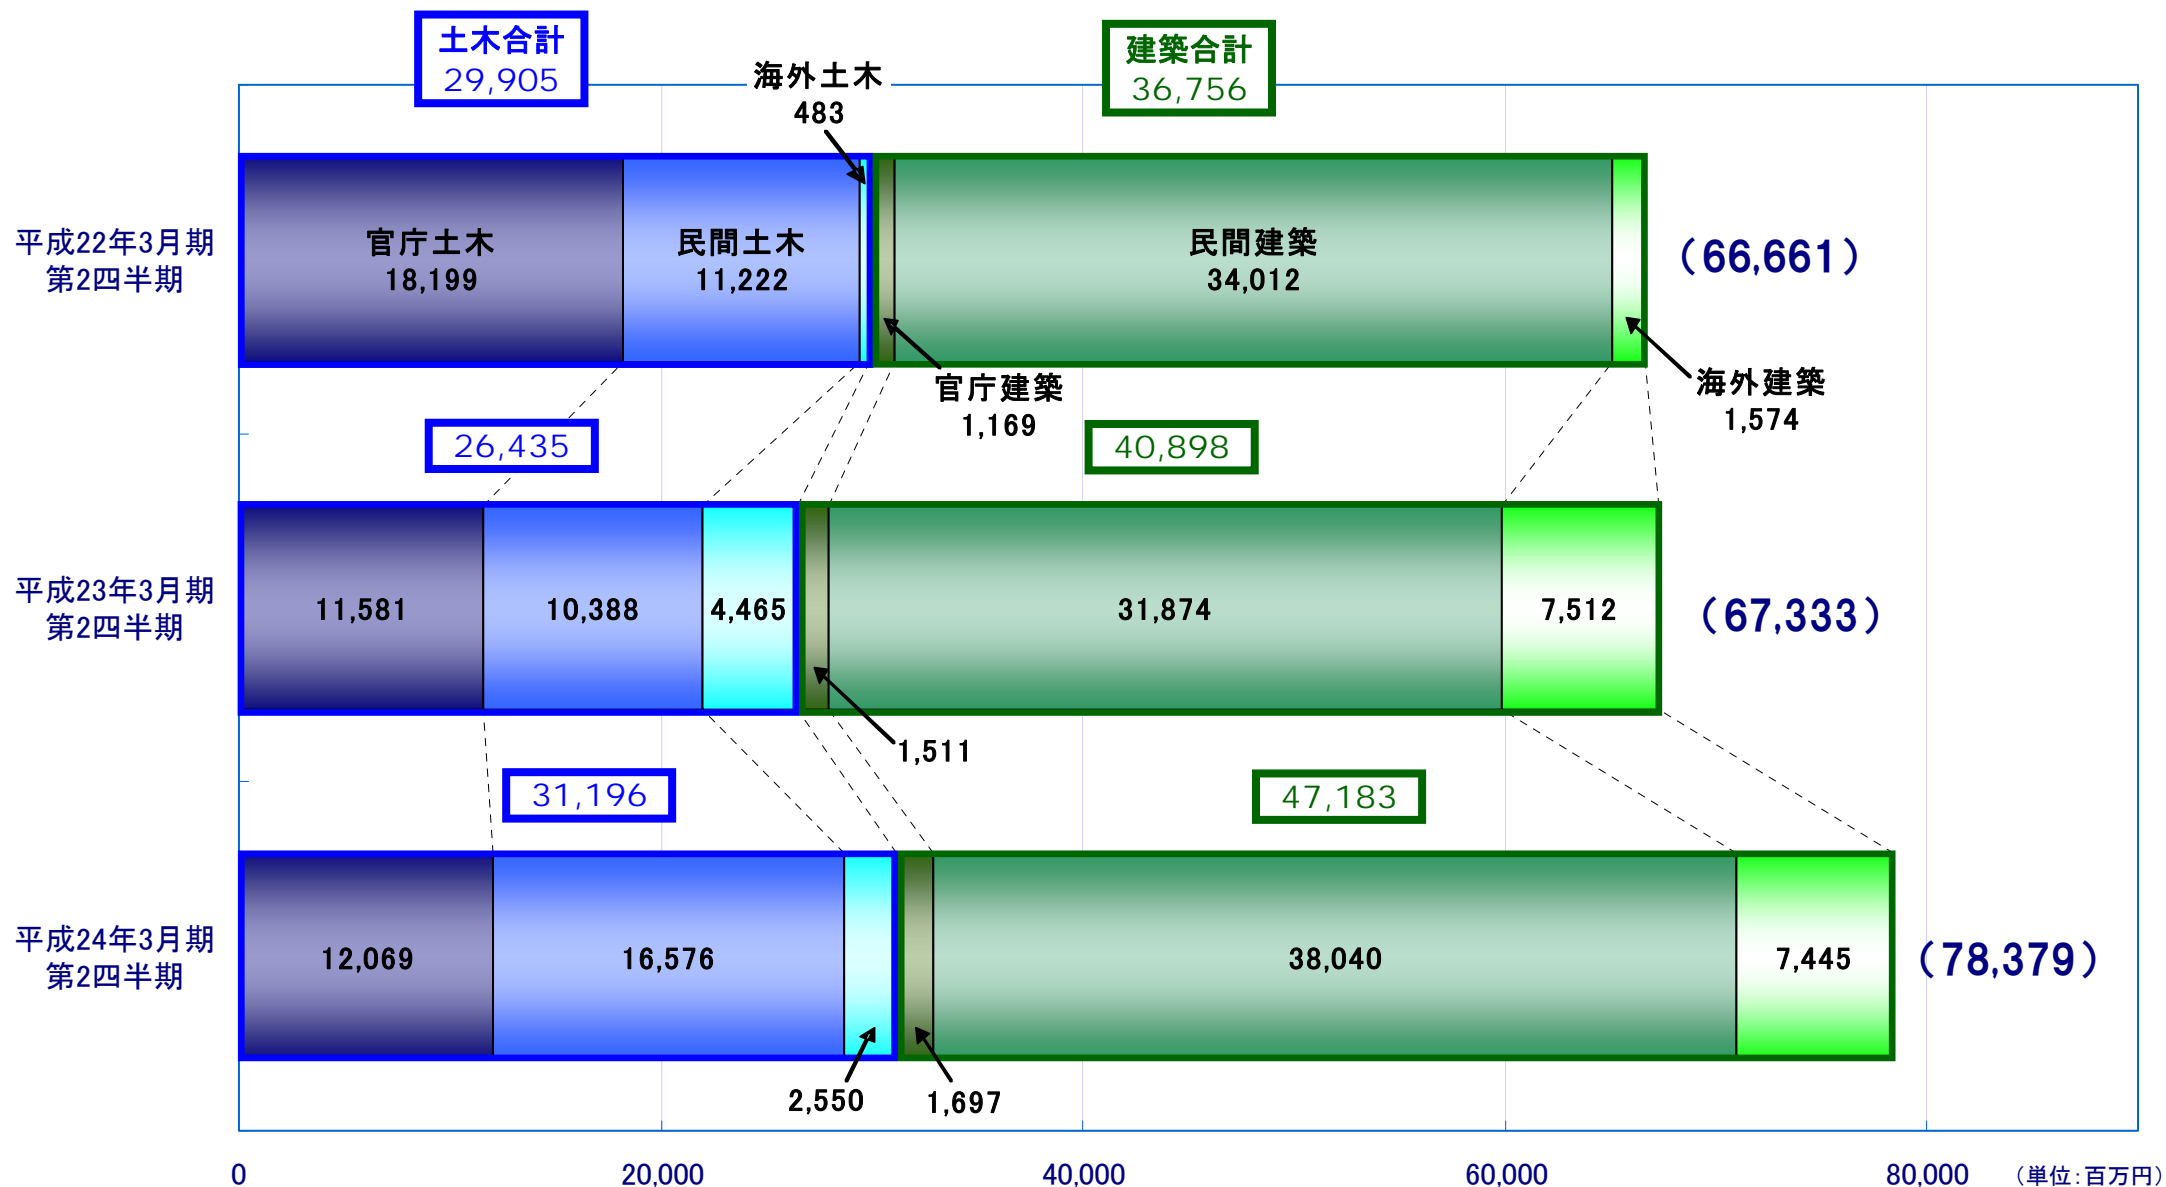 土木合計
29,905
海外土木
483
建築合計
36,756
平成22年3月期
第2四半期
官庁土木
18,199
民間土木
11,222
民間建築
34,012
（66,661）
官庁建築
1,169
海外建築
1,574
26,435
40,898
平成23年3月期
第2四半期
11,581
10,388
4,465
31,874
7,512
（67,333）
1,511
31,196
47,183
平成24年3月期
第2四半期
12,069
16,576
38,040
7,445
（78,379）
2,550
1,697
0
20,000
40,000
60,000
80,000
（単位：百万円）